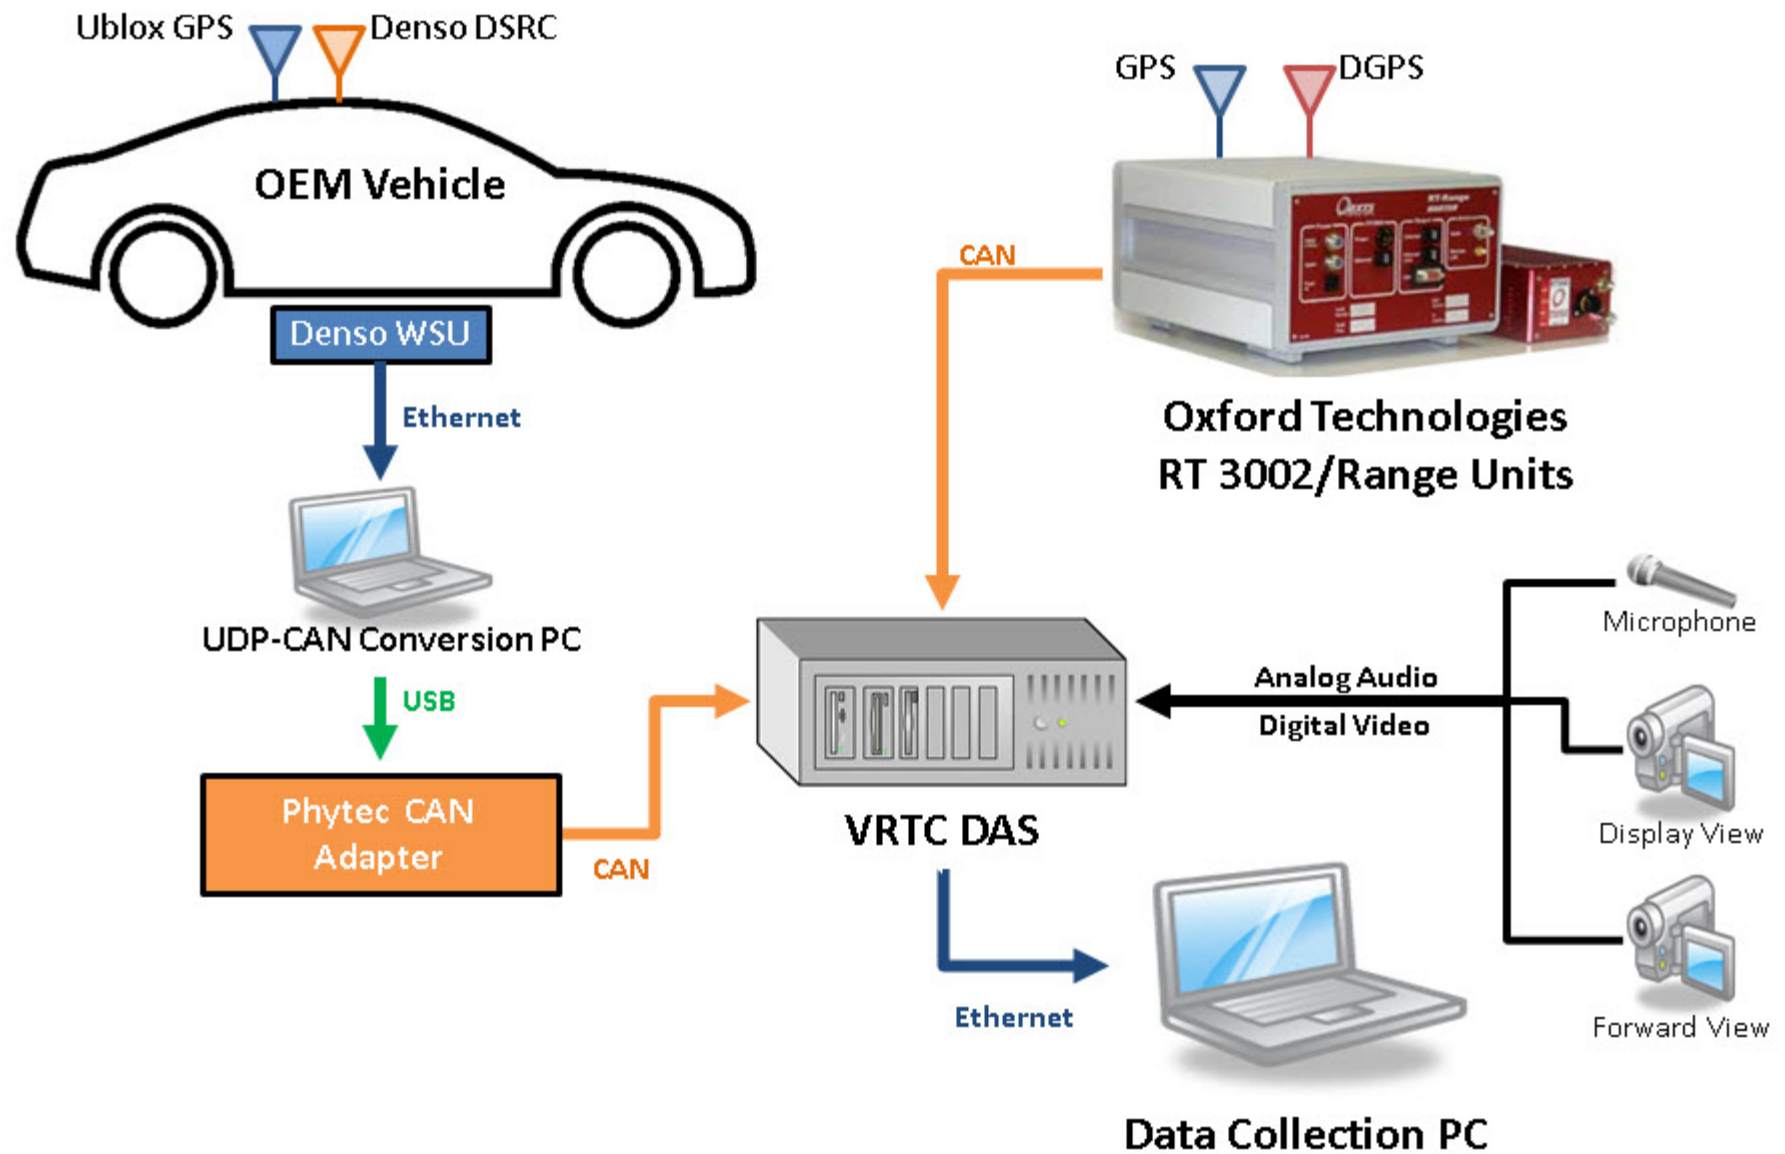 Ublox GPS
Denso DSRC
OEM Vehicle
Denso WSU
Ethernet
UDP-CAN Conversion PC
USB
Phytec CAN
Adapter
CAN
GPS
DGPS
RT-Range
CAN
Oxford Technologies
RT 3002/Range Units
VRTC DAS
Analog Audio
Digital Video
Microphone
Display View
Forward View
Ethernet
Data Collection PC